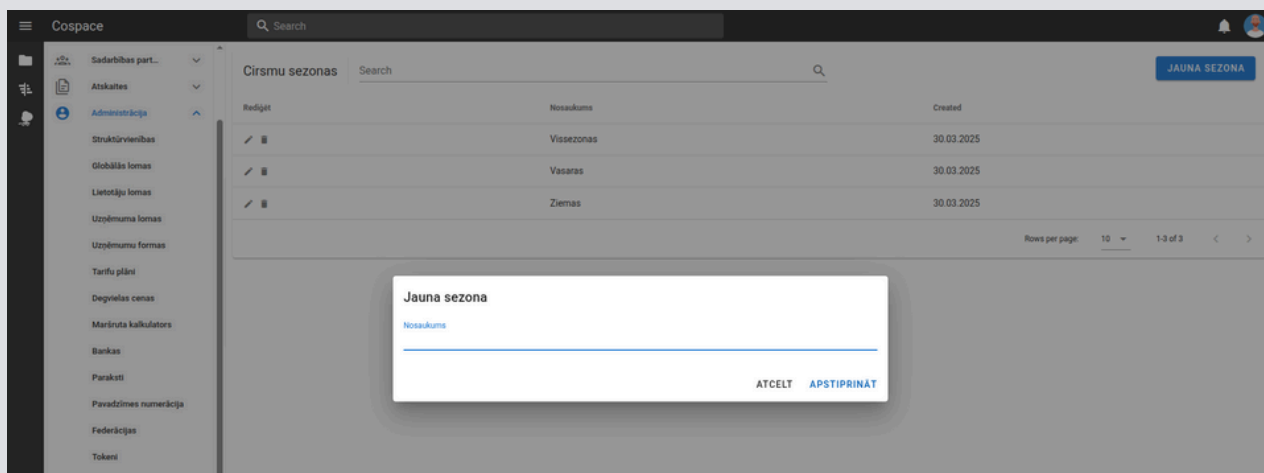 Cospace
Search
Sadarbības part...
Atskaites
Administrācija
Struktūrvienības
Globālās lomas
Lietotāju lomas
Uzņēmuma lomas
Uzņēmumu formas
Tarifu plāni
Degvielas cenas
Maršruta kalkulators
Bankas
Paraksti
Pavadzīmes numerācija
Federācijas
Tokeni
Cirsmu sezonas Search JAUNA SEZONA
Rediģēt Nosaukums Created
Vissezonas 30.03.2025
Vasaras 30.03.2025
Ziemas 30.03.2025
Rows per page: 10 1-3 of 3
Jauna sezona
Nosaukums
ATCELT APSTIPRINĀT